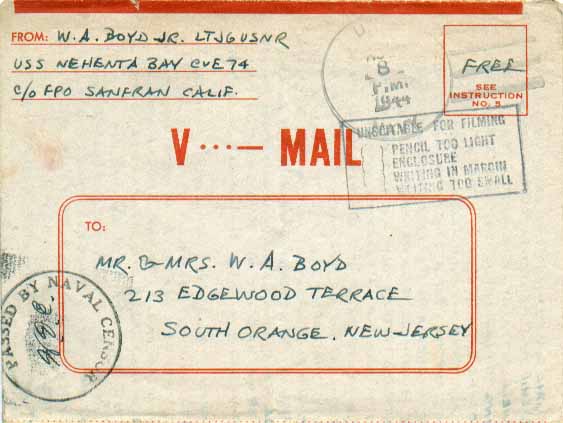 FROM: W. A. BOYD JR. LTJG USNR
USS NEHENTA BAY CVE 74
C/O FPO SANFRAN CALIF.
8
P.M.
1944
FREE
SEE
INSTRUCTION
NO. 5
UNSUITABLE FOR FILMING
PENCIL TOO LIGHT
ENCLOSURE
WRITING IN MARGIN
WRITING TOO SMALL
V ···— MAIL
TO:
MR. & MRS. W. A. BOYD
213 EDGEWOOD TERRACE
SOUTH ORANGE, NEW JERSEY
PASSED BY NAVAL CENSOR